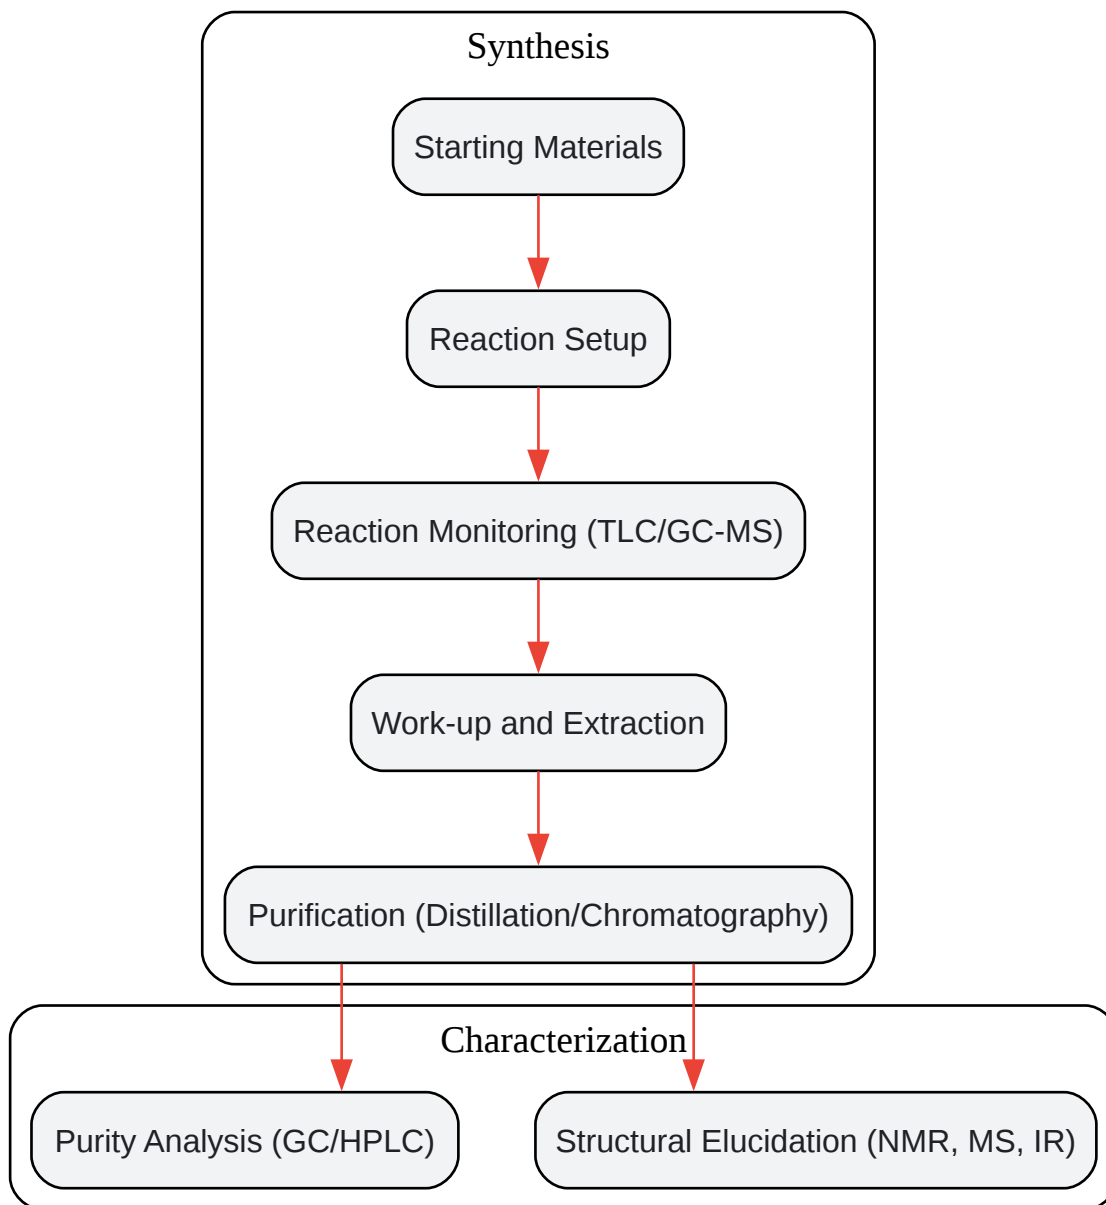 Synthesis
Starting Materials
Reaction Setup
Reaction Monitoring (TLC/GC-MS)
Work-up and Extraction
Purification (Distillation/Chromatography)
Characterization
Purity Analysis (GC/HPLC)
Structural Elucidation (NMR, MS, IR)